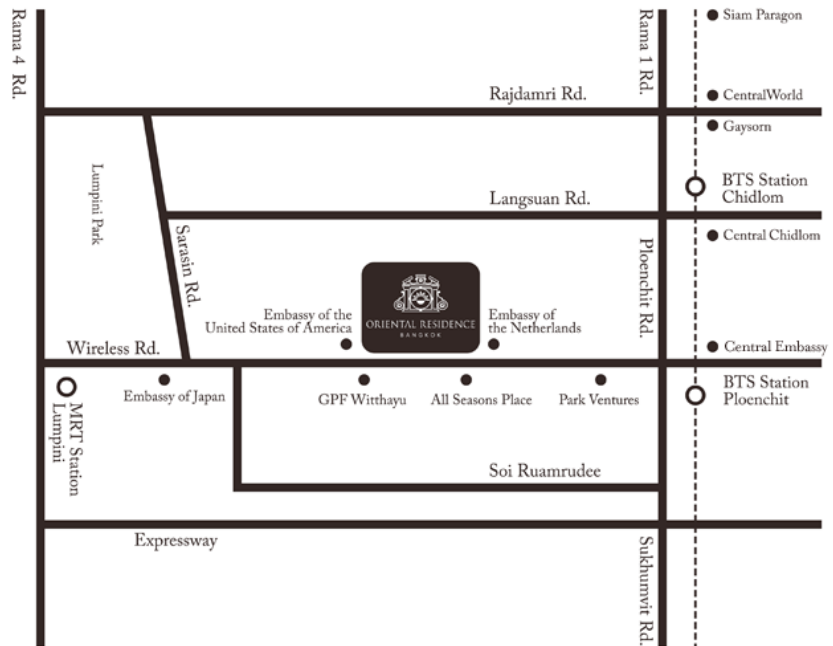 Rama 4 Rd.
Rama 1 Rd.
Siam Paragon
Rajdamri Rd.
CentralWorld
Gaysorn
Lumpini Park
BTS Station
Chidlom
Langsuan Rd.
Sarasin Rd.
Ploenchit Rd.
Central Chidlom
ORIENTAL RESIDENCE
BANGKOK
Embassy of the
United States of America
Embassy of
the Netherlands
Wireless Rd.
Central Embassy
MRT Station
Lumpini
Embassy of Japan
GPF Witthayu
All Seasons Place
Park Ventures
BTS Station
Ploenchit
Soi Ruamrudee
Expressway
Sukhumvit Rd.